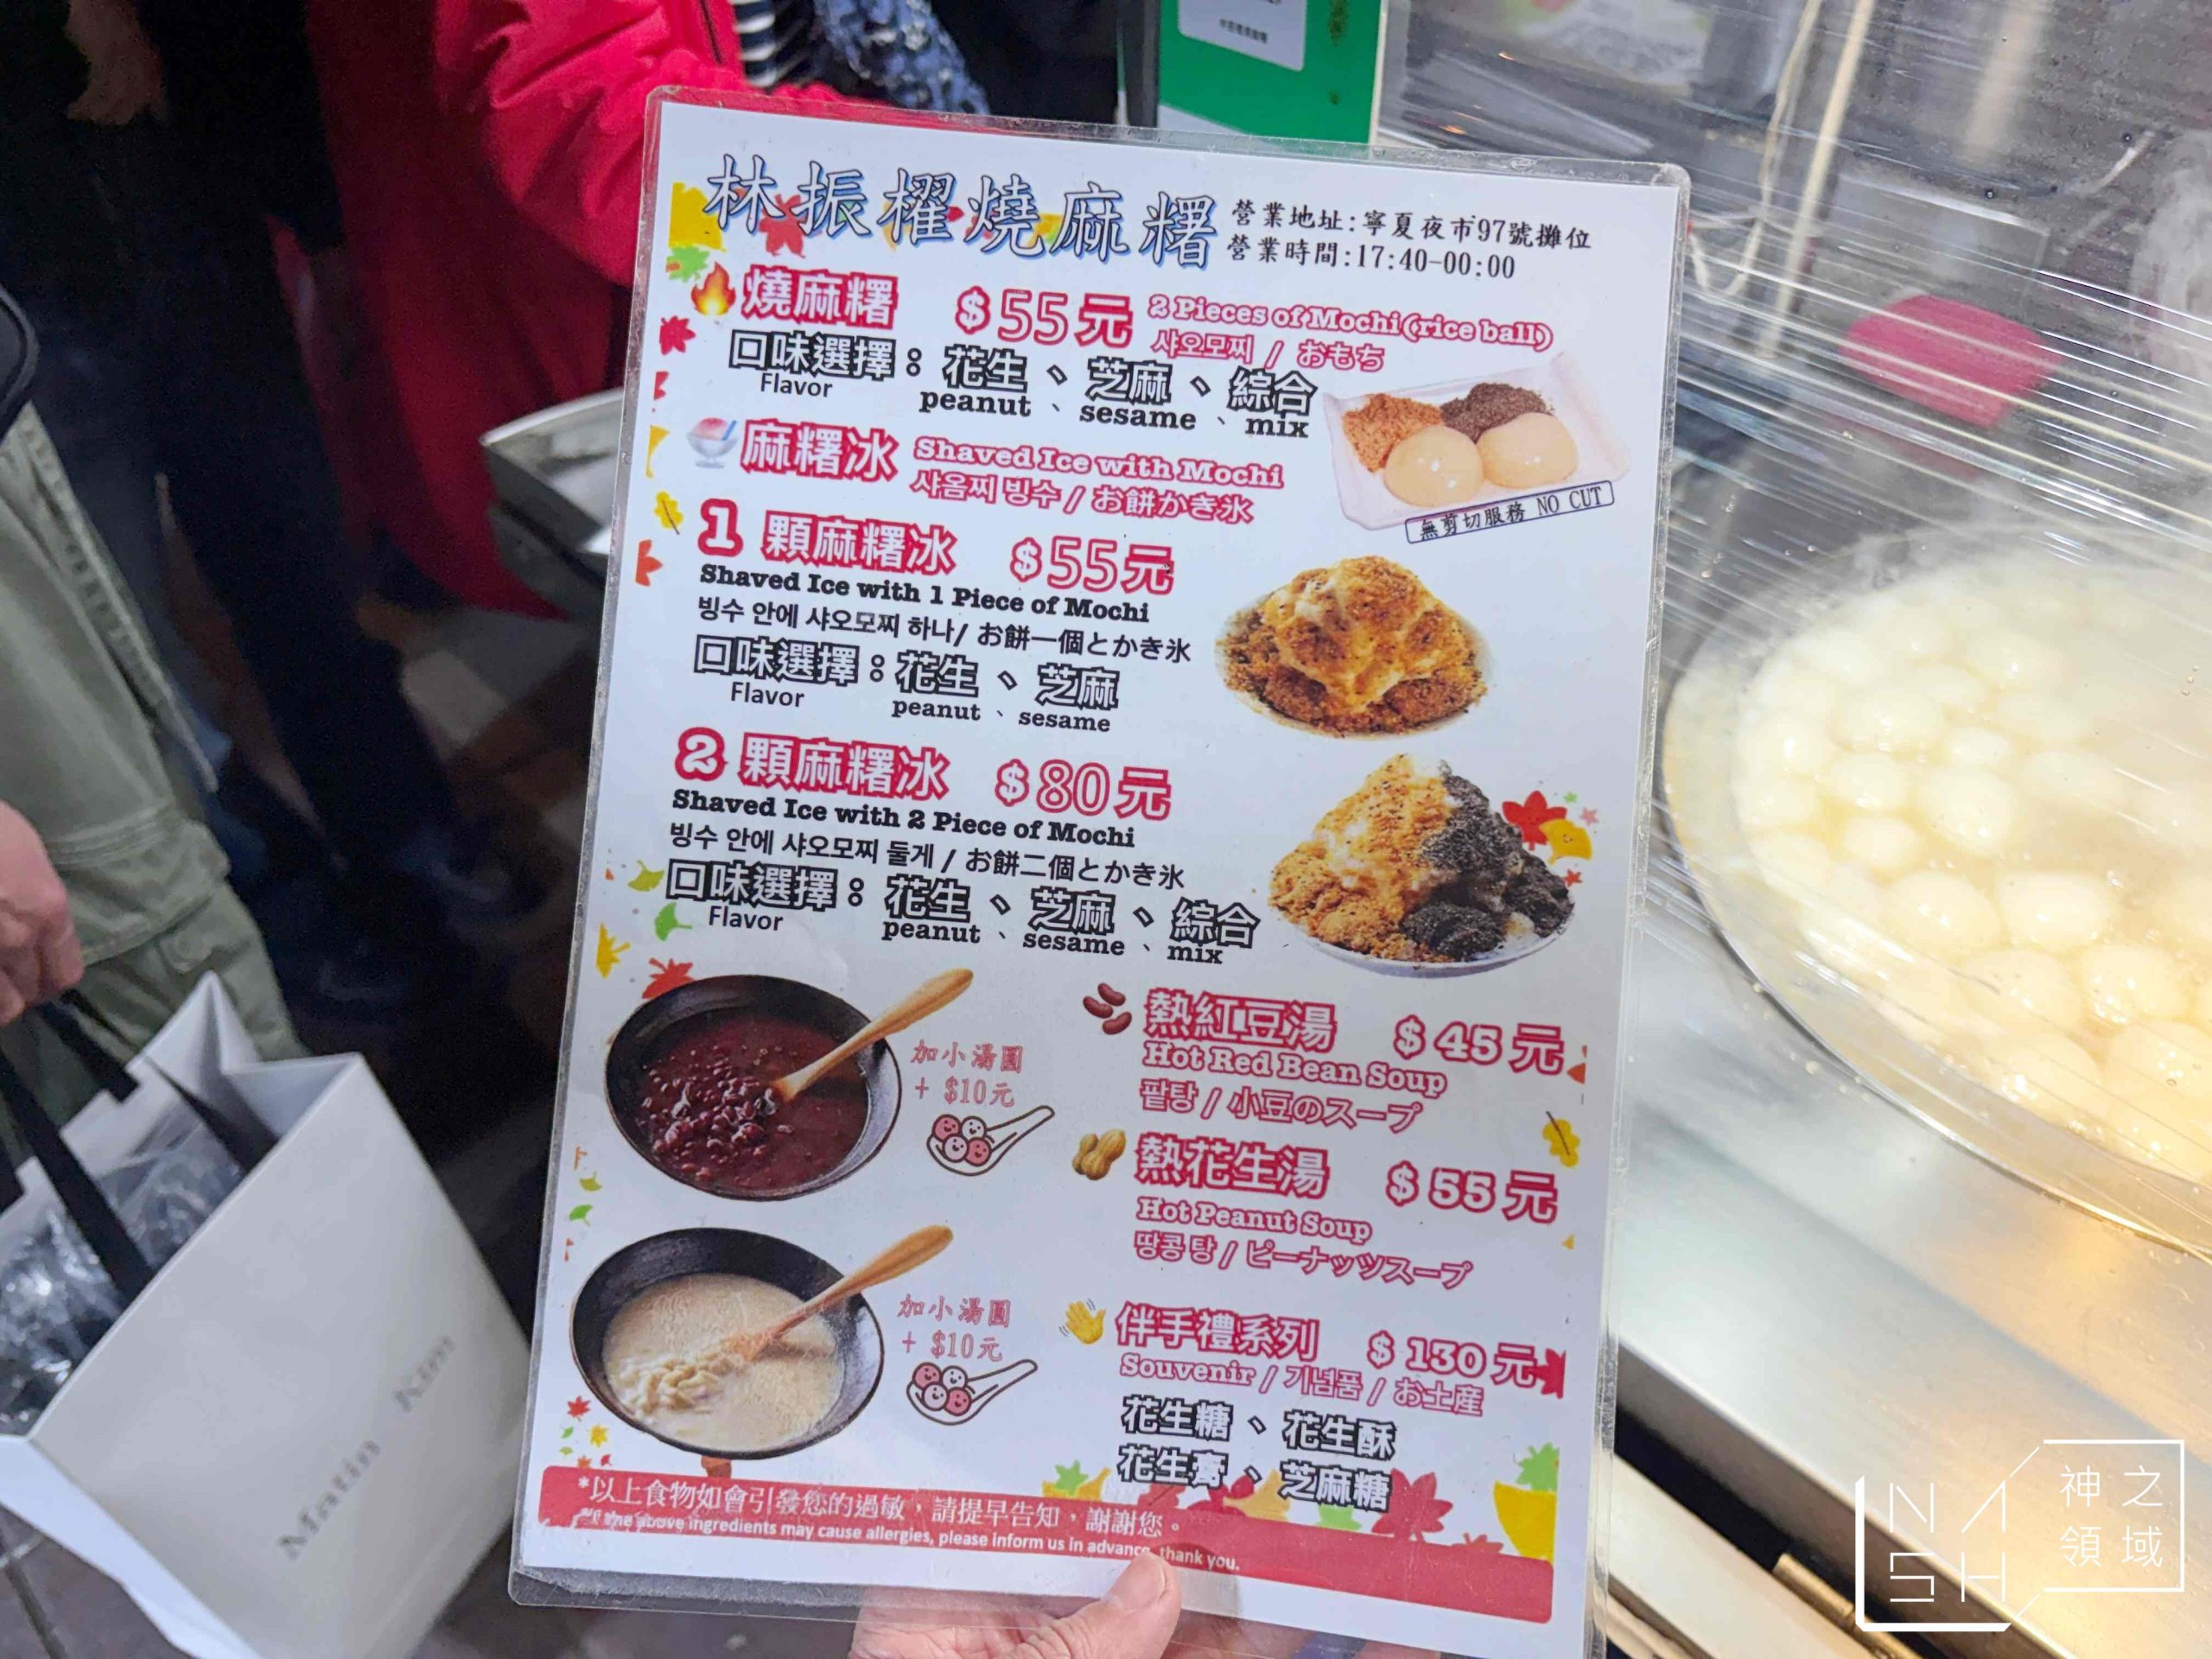 林振櫂燒麻糬
營業地址:寧夏夜市97號攤位
營業時間:17:40-00:00
燒麻糬 $55元
2 Pieces of Mochi(rice ball)
샤오모찌 / おもち
口味選擇：花生、芝麻、綜合
Flavor peanut、sesame、mix
無剪切服務 NO CUT
麻糬冰 Shaved Ice with Mochi
샤옴찌 빙수 / お餅かき氷
1 顆麻糬冰 $55元
Shaved Ice with 1 Piece of Mochi
빙수 안에 샤오모찌 하나/ お餅一個とかき氷
口味選擇：花生、芝麻
Flavor peanut、sesame
2 顆麻糬冰 $80元
Shaved Ice with 2 Piece of Mochi
빙수 안에 샤오모찌 둘게 / お餅二個とかき氷
口味選擇：花生、芝麻、綜合
Flavor peanut、sesame、mix
加小湯圓
+ $10元
熱紅豆湯 $45元
Hot Red Bean Soup
팥탕 / 小豆のスープ
熱花生湯 $55元
Hot Peanut Soup
땅콩탕 / ピーナッツスープ
加小湯圓
+ $10元
伴手禮系列 $130元
Souvenir / 기념품 / お土産
花生糖、花生酥
花生膏、芝麻糖
*以上食物如會引發您的過敏，請提早告知，謝謝您。
*If the above ingredients may cause allergies, please inform us in advance, thank you.
Matin Kim
NASH
神之領域